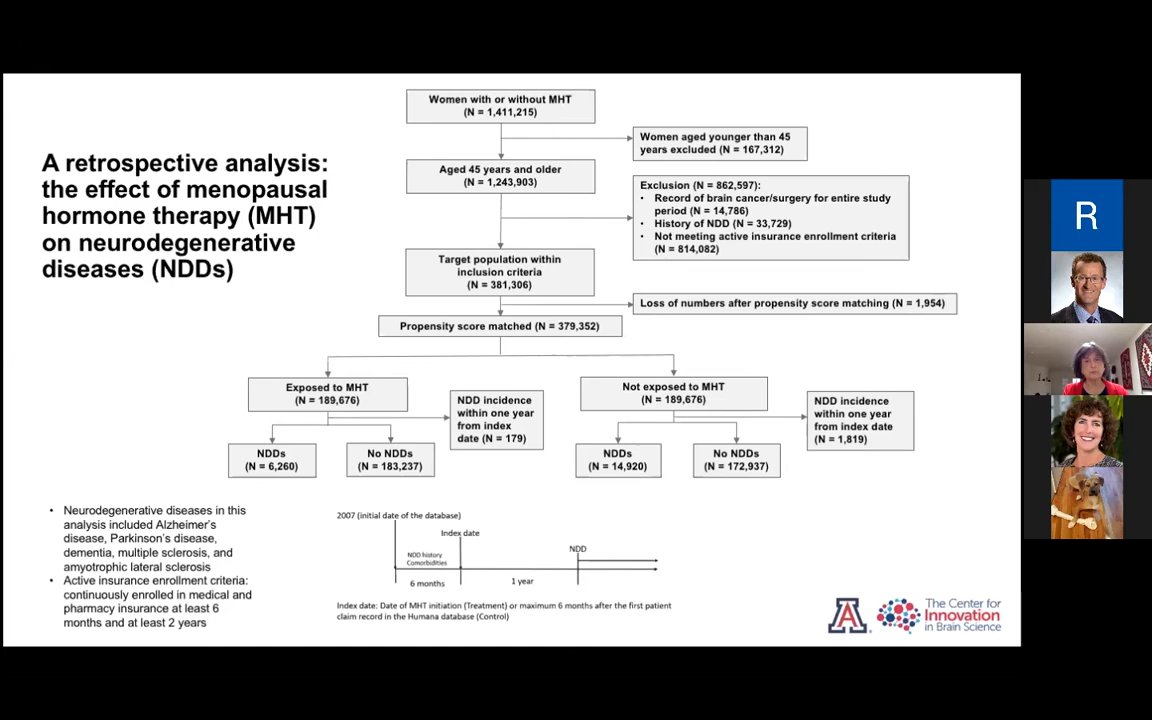 A retrospective analysis:
the effect of menopausal
hormone therapy (MHT)
on neurodegenerative
diseases (NDDs)
Women with or without MHT
(N = 1,411,215)
Women aged younger than 45
years excluded (N = 167,312)
Aged 45 years and older
(N = 1,243,903)
Exclusion (N = 862,597):
• Record of brain cancer/surgery for entire study
period (N = 14,786)
• History of NDD (N = 33,729)
• Not meeting active insurance enrollment criteria
(N = 814,082)
Target population within
inclusion criteria
(N = 381,306)
Loss of numbers after propensity score matching (N = 1,954)
Propensity score matched (N = 379,352)
Exposed to MHT
(N = 189,676)
NDD incidence
within one year
from index
date (N = 179)
NDDs
(N = 6,260)
No NDDs
(N = 183,237)
Not exposed to MHT
(N = 189,676)
NDD incidence
within one year
from index date
(N = 1,819)
NDDs
(N = 14,920)
No NDDs
(N = 172,937)
• Neurodegenerative diseases in this
analysis included Alzheimer's
disease, Parkinson's disease,
dementia, multiple sclerosis, and
amyotrophic lateral sclerosis
• Active insurance enrollment criteria:
continuously enrolled in medical and
pharmacy insurance at least 6
months and at least 2 years
2007 (initial date of the database)
Index date
NDD history
Comorbidities
NDD
6 months
1 year
Index date: Date of MHT initiation (Treatment) or maximum 6 months after the first patient
claim record in the Humana database (Control)
A
The Center for
Innovation
in Brain Science
R